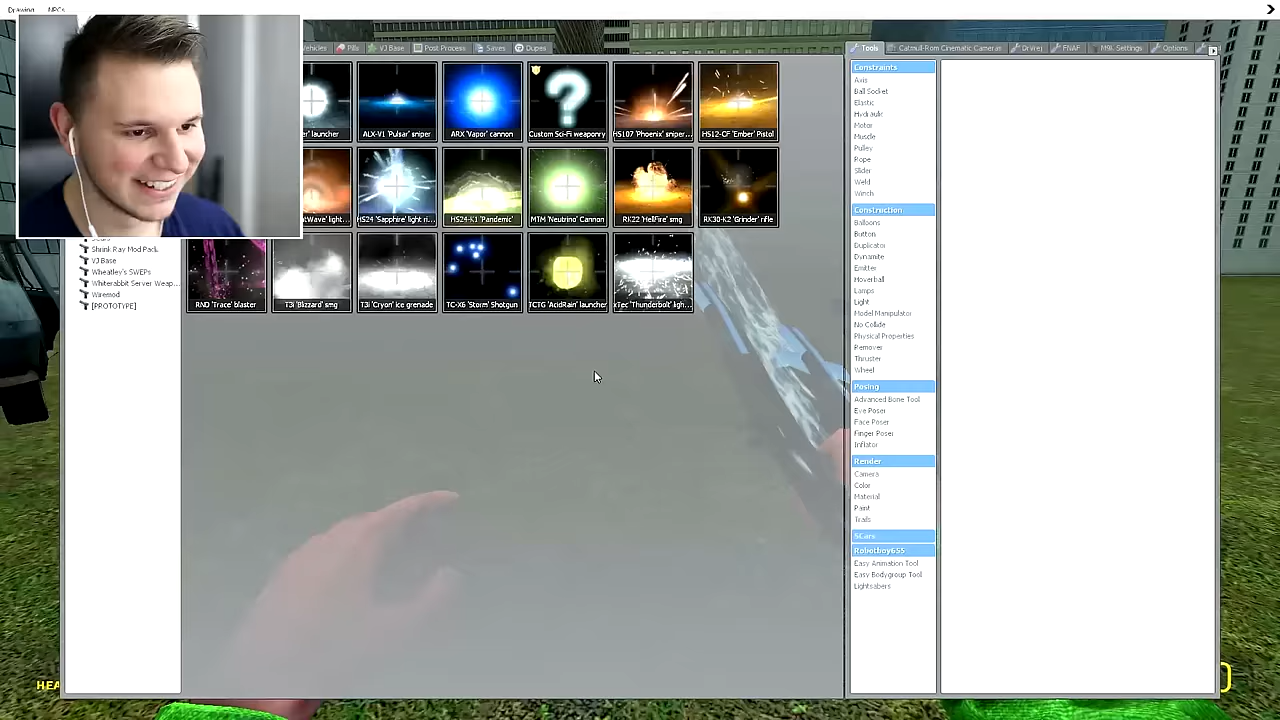 Drawing NPCs
Vehicles Pills VJ Base Post Process Saves Dupes
Tools Catmull-Rom Cinematic Cameras DrVrej FNAF M9K Settings Options
launcher ALX-V1 'Pulsar' sniper ARX 'Vapor' cannon Custom Sci-Fi weaponry HS107 'Phoenix' sniper... HS12-CF 'Ember' Pistol
light... HS24 'Sapphire' light ri... HS24-K1 'Pandemic' MTM 'Neutrino' Cannon RK22 'HellFire' smg RK30-K2 'Grinder' rifle
RND 'Trace' blaster T3i 'Blizzard' smg T3i 'Cryon' ice grenade TC-X6 'Storm' Shotgun TCTG 'AcidRain' launcher xTec 'Thunderbolt' ligh...
Shrink Ray Mod Pack
VJ Base
Wheatley's SWEPs
Whiterabbit Server Weap...
Wiremod
[PROTOTYPE]
Constraints
Axis
Ball Socket
Elastic
Hydraulic
Motor
Muscle
Pulley
Rope
Slider
Weld
Winch
Construction
Balloons
Button
Duplicator
Dynamite
Emitter
Hoverball
Lamps
Light
Model Manipulator
No Collide
Physical Properties
Remover
Thruster
Wheel
Posing
Advanced Bone Tool
Eye Poser
Face Poser
Finger Poser
Inflator
Render
Camera
Color
Material
Paint
Trails
SCars
Robotboy655
Easy Animation Tool
Easy Bodygroup Tool
Lightsabers
HEA